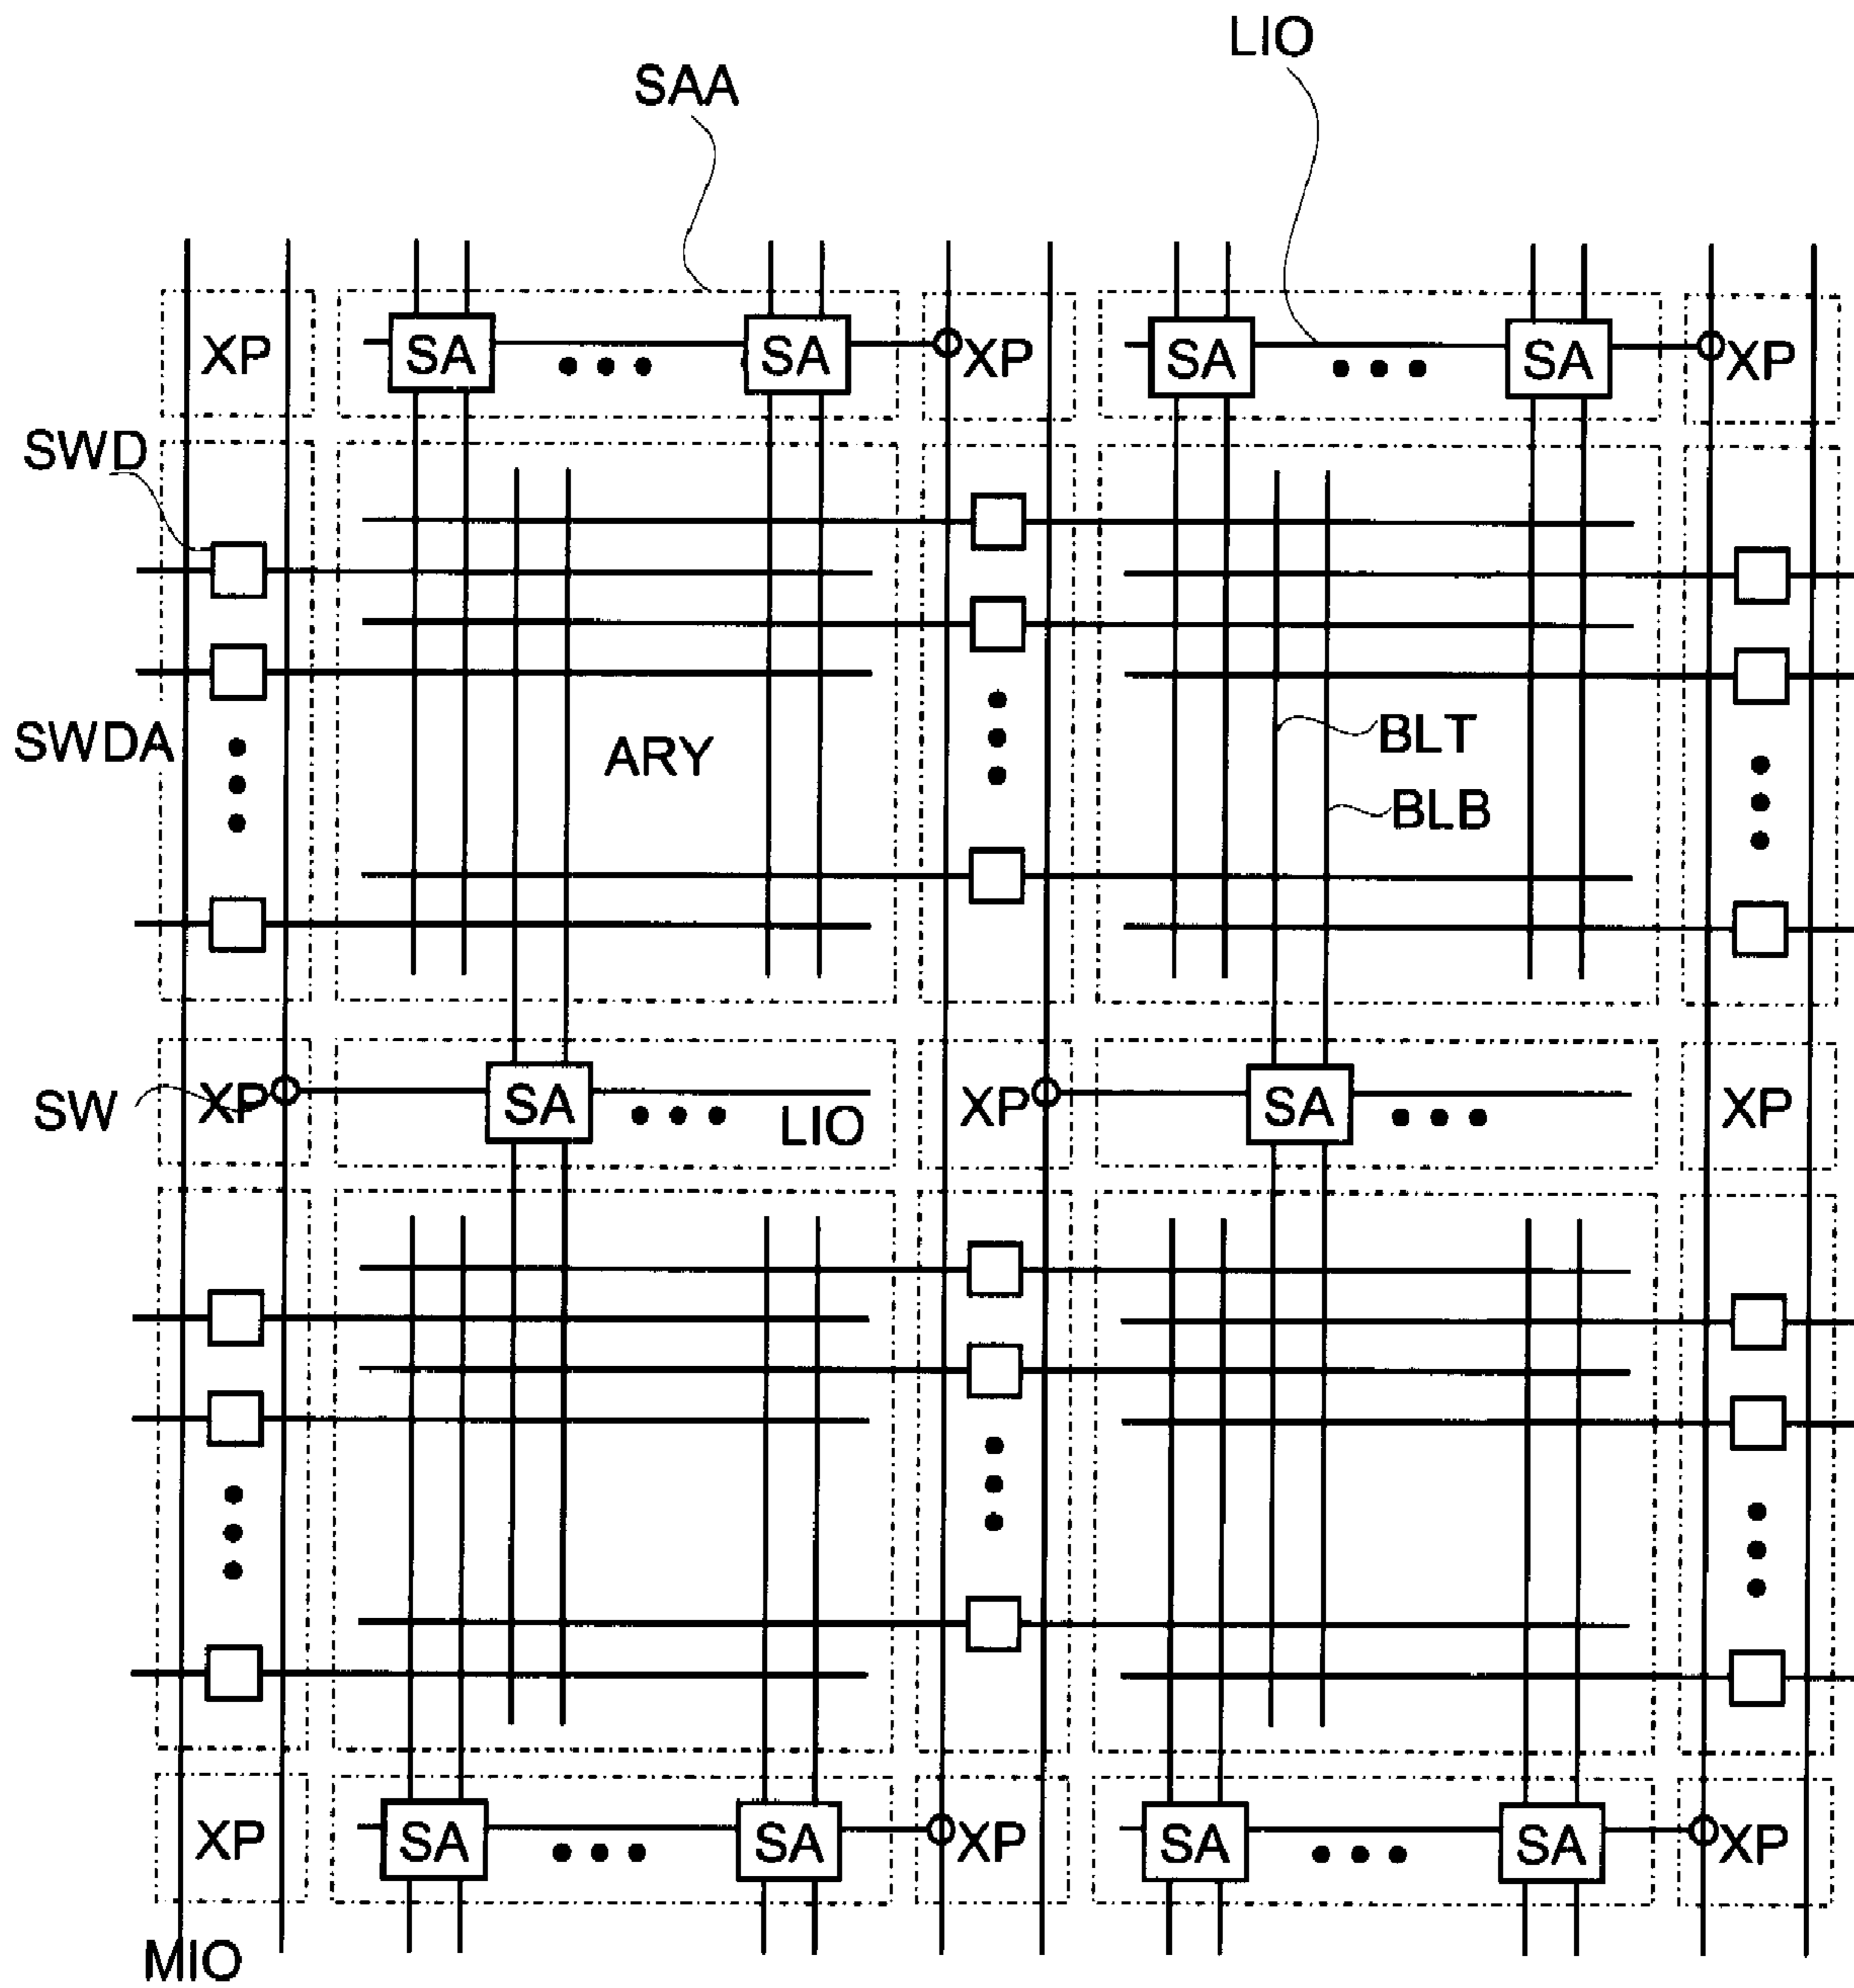 LIO
SAA
XP SA SA XP SA SA XP
SWD
SWDA
ARY
BLT
BLB
SW XP SA LIO XP SA XP
XP SA SA XP SA SA XP
MIO